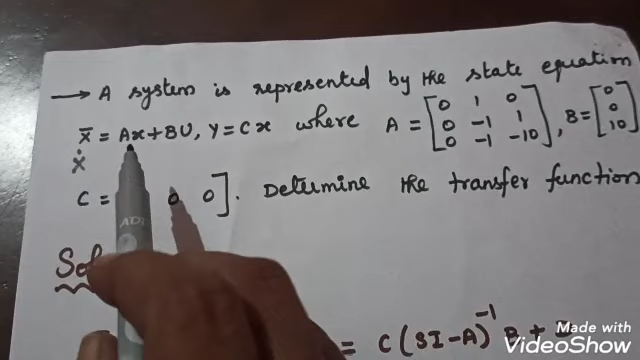 → A system is represented by the state equation
x̄ = Ax + BU, Y = Cx where A = [0 1 0; 0 -1 1; 0 -1 -10], B = [0; 0; 10]
Ẋ
C = 0 0]. Determine the transfer function
Sol
= C(SI-A)⁻¹ B +
Made with
VideoShow